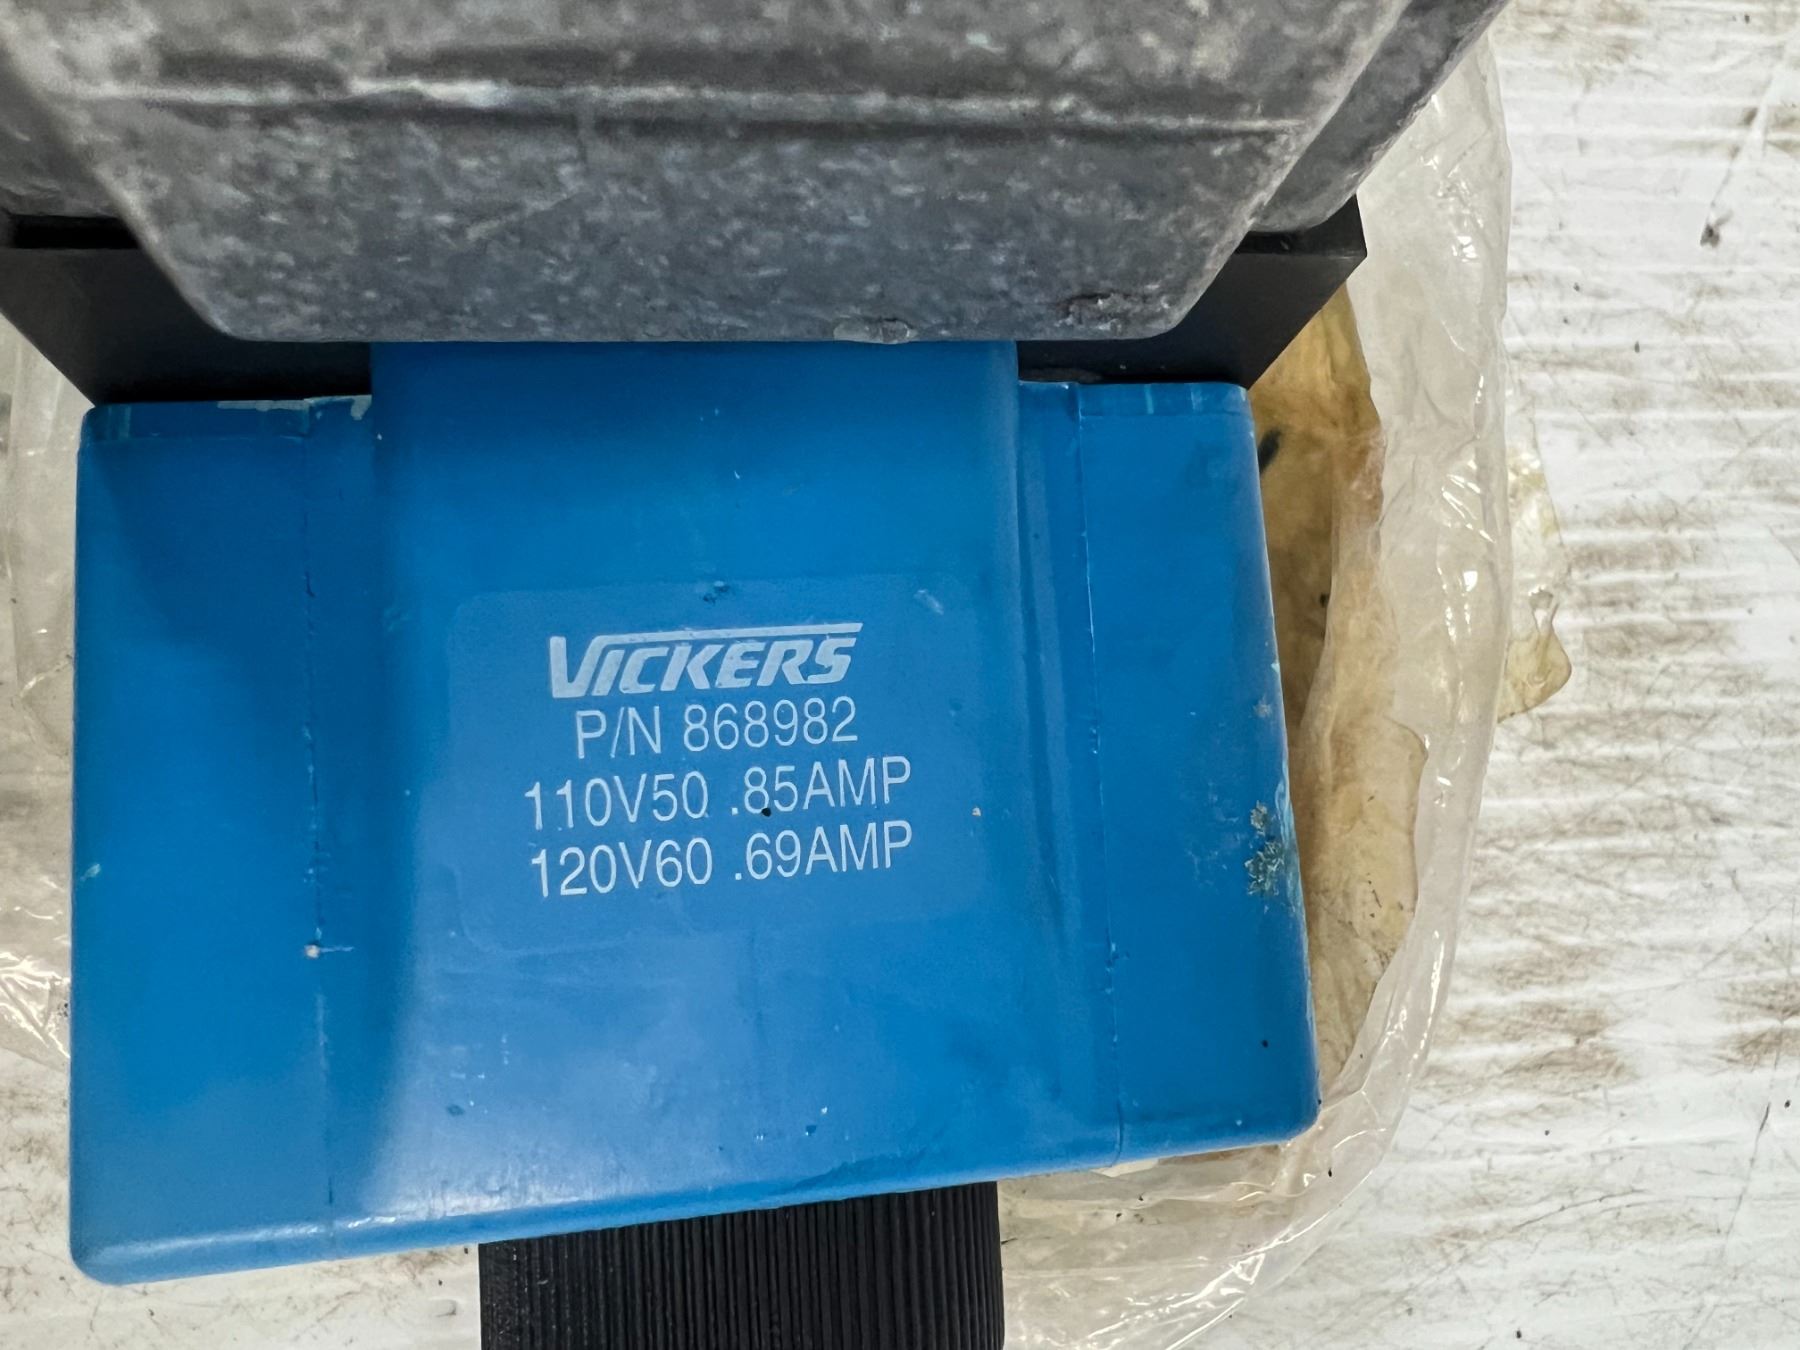 VICKERS
P/N 868982
110V50 .85AMP
120V60 .69AMP